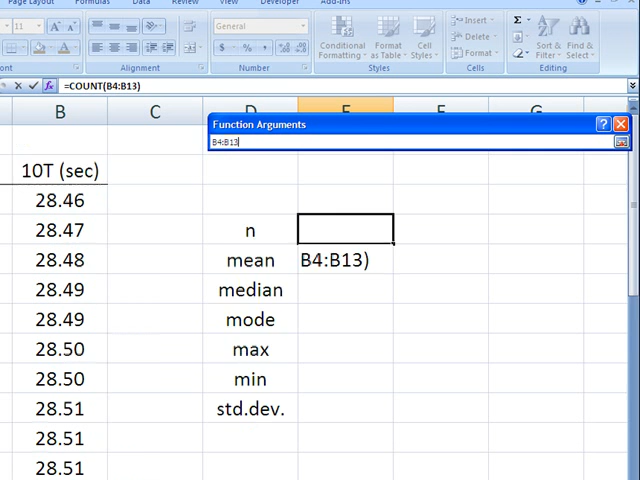 Page Layout Formulas Data Review View Developer Add-Ins
11 A A General Insert Σ
Delete
$ % , Conditional Formatting Format as Table Cell Styles Format Sort & Filter Find & Select
Alignment Number Styles Cells Editing
fx =COUNT(B4:B13)
B C D E F G
Function Arguments ?
B4:B13
10T (sec)
28.46
28.47 n
28.48 mean B4:B13)
28.49 median
28.49 mode
28.50 max
28.50 min
28.51 std.dev.
28.51
28.51